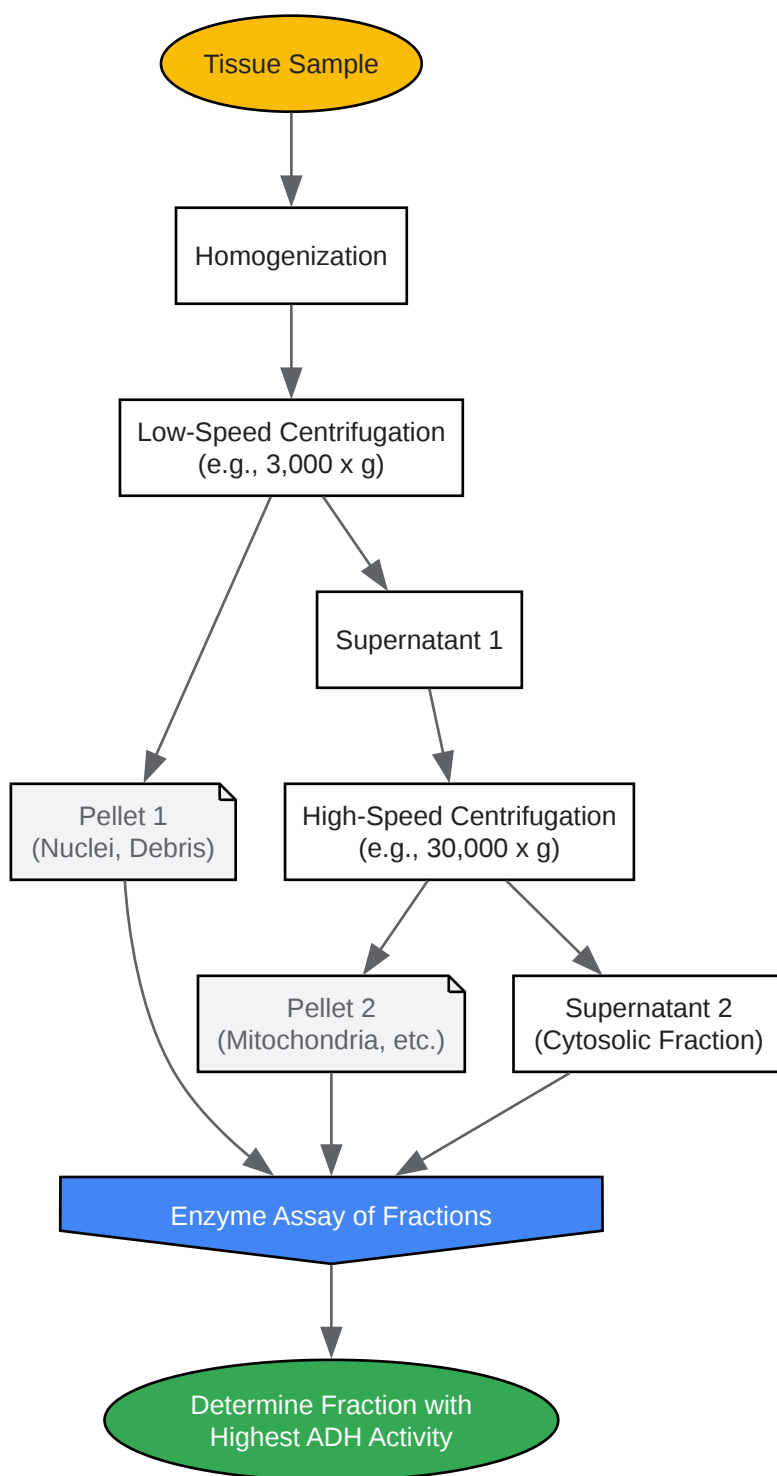 Tissue Sample
Homogenization
Low-Speed Centrifugation
(e.g., 3,000 x g)
Supernatant 1
Pellet 1
(Nuclei, Debris)
High-Speed Centrifugation
(e.g., 30,000 x g)
Pellet 2
(Mitochondria, etc.)
Supernatant 2
(Cytosolic Fraction)
Enzyme Assay of Fractions
Determine Fraction with
Highest ADH Activity